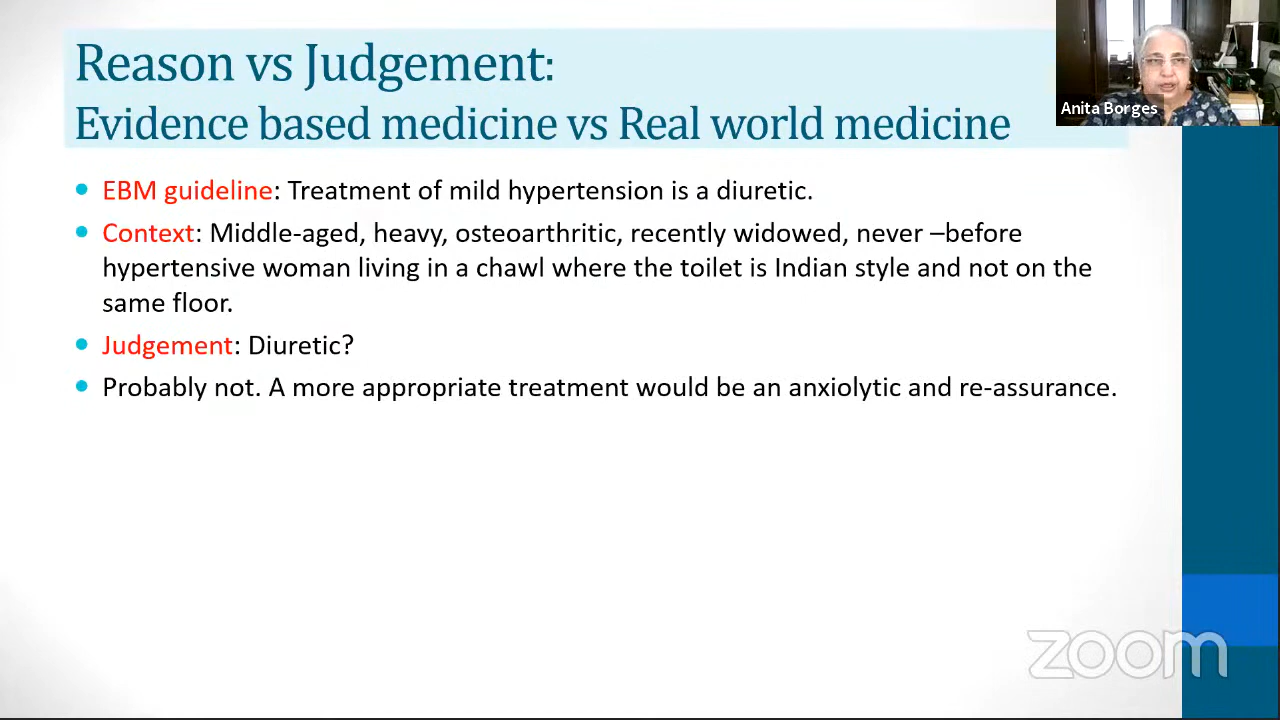 Reason vs Judgement:
Evidence based medicine vs Real world medicine
Anita Borges
• EBM guideline: Treatment of mild hypertension is a diuretic.
• Context: Middle-aged, heavy, osteoarthritic, recently widowed, never –before
hypertensive woman living in a chawl where the toilet is Indian style and not on the
same floor.
• Judgement: Diuretic?
• Probably not. A more appropriate treatment would be an anxiolytic and re-assurance.
zoom